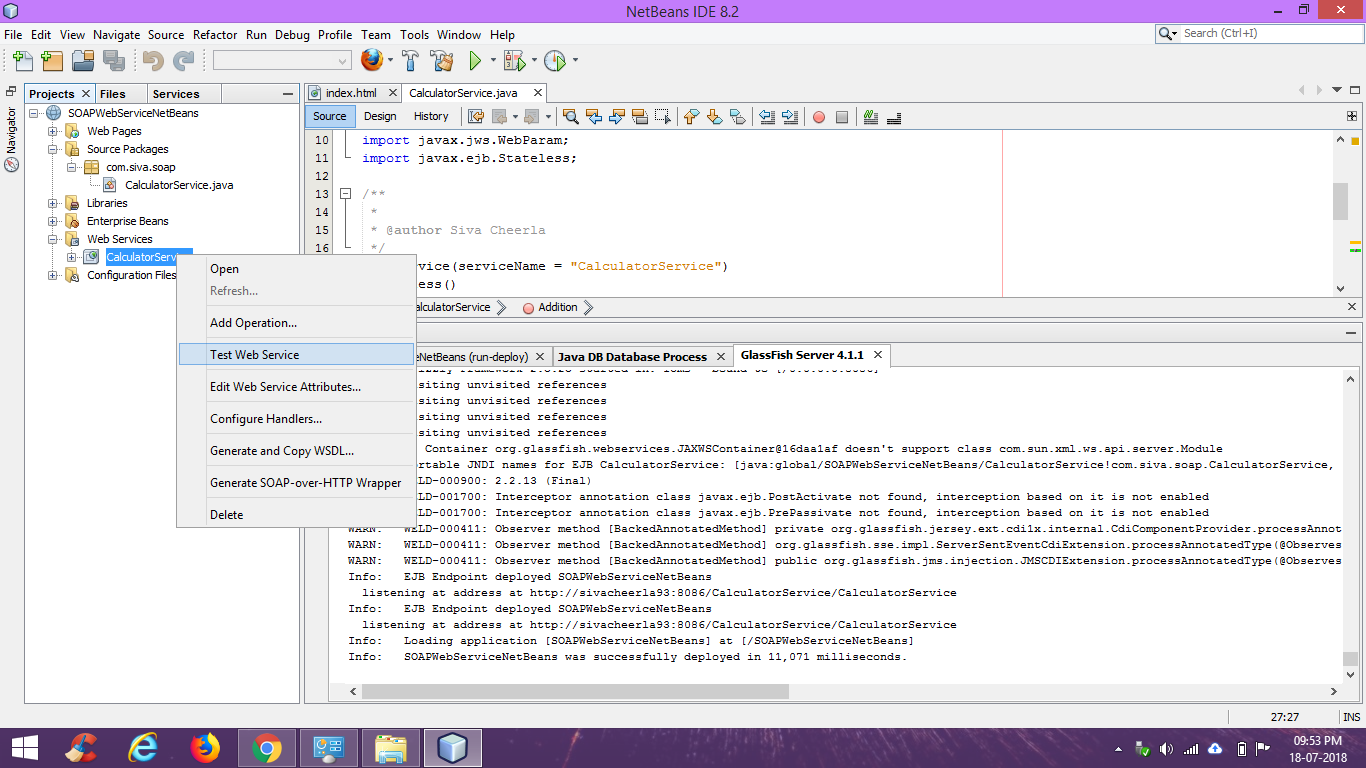 NetBeans IDE 8.2
File Edit View Navigate Source Refactor Run Debug Profile Team Tools Window Help
Search (Ctrl+I)
Projects Files Services
Navigator
SOAPWebServiceNetBeans
Web Pages
Source Packages
com.siva.soap
CalculatorService.java
Libraries
Enterprise Beans
Web Services
CalculatorServi
Configuration Files
Open
Refresh...
Add Operation...
Test Web Service
Edit Web Service Attributes...
Configure Handlers...
Generate and Copy WSDL...
Generate SOAP-over-HTTP Wrapper
Delete
index.html CalculatorService.java
Source Design History
10 import javax.jws.WebParam;
11 import javax.ejb.Stateless;
12
13 /**
14 *
15 * @author Siva Cheerla
16 */
vice(serviceName = "CalculatorService")
ess()
alculatorService Addition
eNetBeans (run-deploy) Java DB Database Process GlassFish Server 4.1.1
siting unvisited references
siting unvisited references
siting unvisited references
siting unvisited references
Container org.glassfish.webservices.JAXWSContainer@16daa1af doesn't support class com.sun.xml.ws.api.server.Module
rtable JNDI names for EJB CalculatorService: [java:global/SOAPWebServiceNetBeans/CalculatorService!com.siva.soap.CalculatorService,
LD-000900: 2.2.13 (Final)
LD-001700: Interceptor annotation class javax.ejb.PostActivate not found, interception based on it is not enabled
LD-001700: Interceptor annotation class javax.ejb.PrePassivate not found, interception based on it is not enabled
WARN: WELD-000411: Observer method [BackedAnnotatedMethod] private org.glassfish.jersey.ext.cdi1x.internal.CdiComponentProvider.processAnnot
WARN: WELD-000411: Observer method [BackedAnnotatedMethod] org.glassfish.sse.impl.ServerSentEventCdiExtension.processAnnotatedType(@Observes
WARN: WELD-000411: Observer method [BackedAnnotatedMethod] public org.glassfish.jms.injection.JMSCDIExtension.processAnnotatedType(@Observes
Info: EJB Endpoint deployed SOAPWebServiceNetBeans
listening at address at http://sivacheerla93:8086/CalculatorService/CalculatorService
Info: EJB Endpoint deployed SOAPWebServiceNetBeans
listening at address at http://sivacheerla93:8086/CalculatorService/CalculatorService
Info: Loading application [SOAPWebServiceNetBeans] at [/SOAPWebServiceNetBeans]
Info: SOAPWebServiceNetBeans was successfully deployed in 11,071 milliseconds.
27:27 INS
09:53 PM
18-07-2018